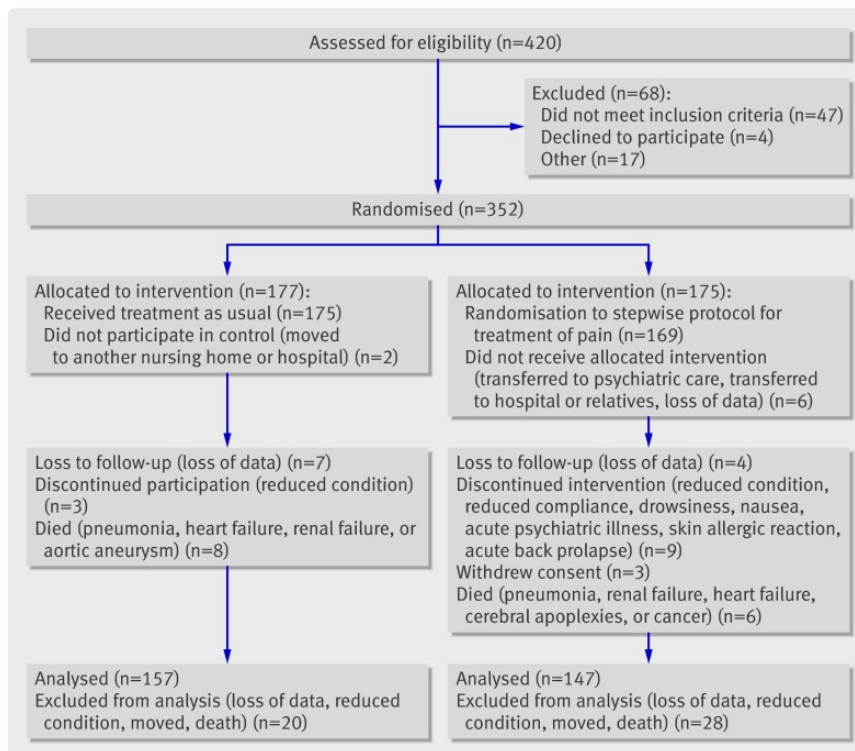 Assessed for eligibility (n=420)
Excluded (n=68):
Did not meet inclusion criteria (n=47)
Declined to participate (n=4)
Other (n=17)
Randomised (n=352)
Allocated to intervention (n=177):
Received treatment as usual (n=175)
Did not participate in control (moved
to another nursing home or hospital) (n=2)
Allocated to intervention (n=175):
Randomisation to stepwise protocol for
treatment of pain (n=169)
Did not receive allocated intervention
(transferred to psychiatric care, transferred
to hospital or relatives, loss of data) (n=6)
Loss to follow-up (loss of data) (n=7)
Discontinued participation (reduced condition)
(n=3)
Died (pneumonia, heart failure, renal failure, or
aortic aneurysm) (n=8)
Loss to follow-up (loss of data) (n=4)
Discontinued intervention (reduced condition,
reduced compliance, drowsiness, nausea,
acute psychiatric illness, skin allergic reaction,
acute back prolapse) (n=9)
Withdrew consent (n=3)
Died (pneumonia, renal failure, heart failure,
cerebral apoplexies, or cancer) (n=6)
Analysed (n=157)
Excluded from analysis (loss of data, reduced
condition, moved, death) (n=20)
Analysed (n=147)
Excluded from analysis (loss of data, reduced
condition, moved, death) (n=28)